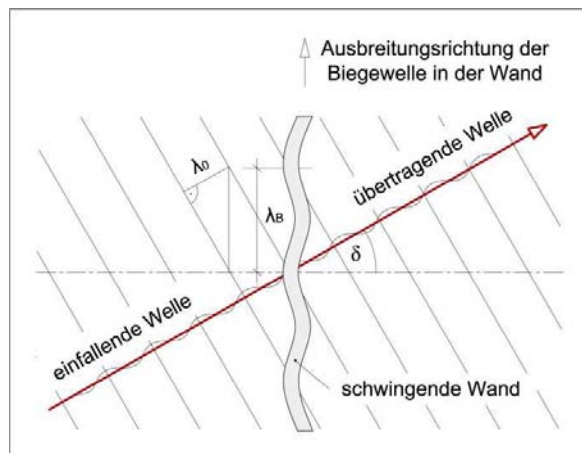 Ausbreitungsrichtung der
Biegewelle in der Wand
λ0
λB
übertragende Welle
δ
einfallende Welle
schwingende Wand